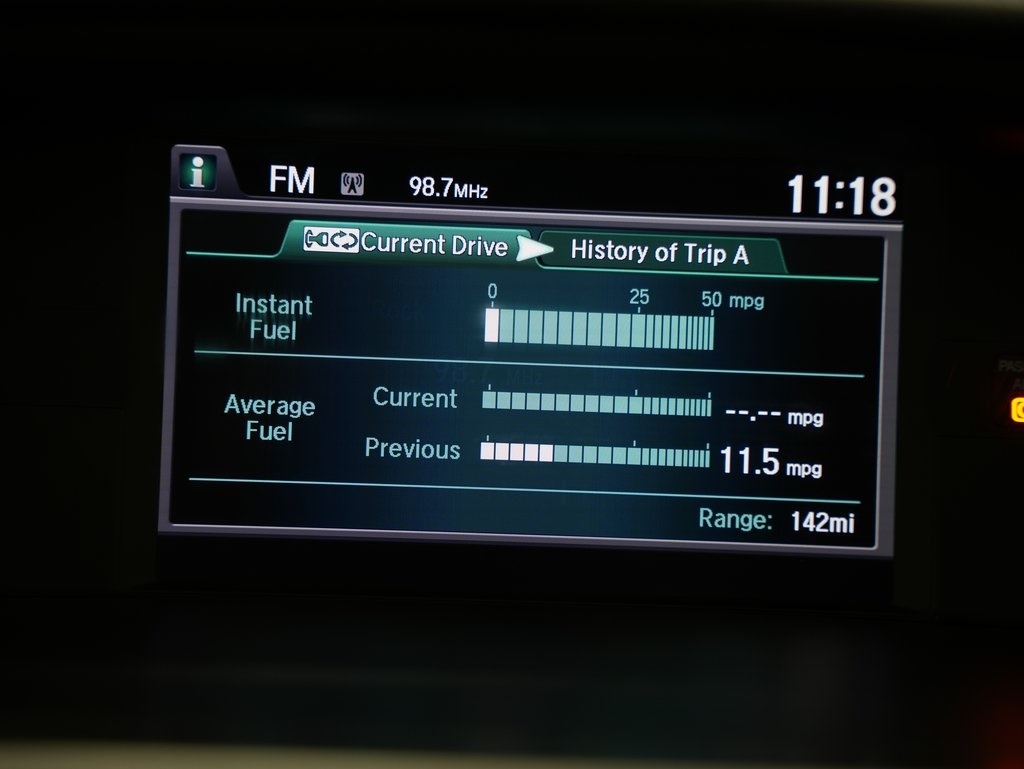 i FM 98.7MHz 11:18
Current Drive History of Trip A
0 25 50 mpg
Instant
Fuel
Average
Fuel
Current --.-- mpg
Previous 11.5 mpg
Range: 142mi
PAS